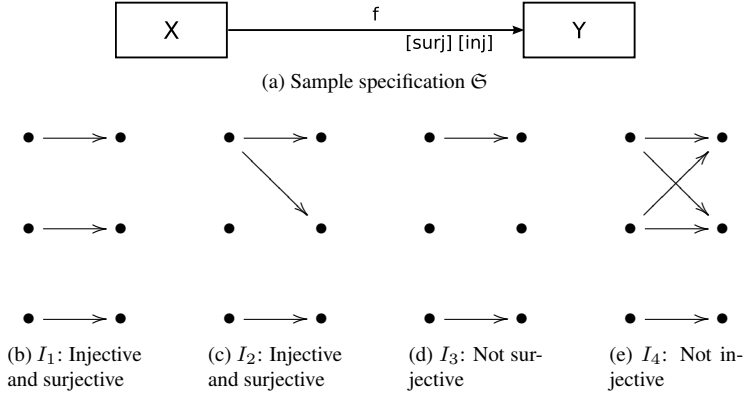 X
f
[surj] [inj]
Y
(a) Sample specification 𝔖
(b) I₁: Injective
and surjective
(c) I₂: Injective
and surjective
(d) I₃: Not sur-
jective
(e) I₄: Not in-
jective